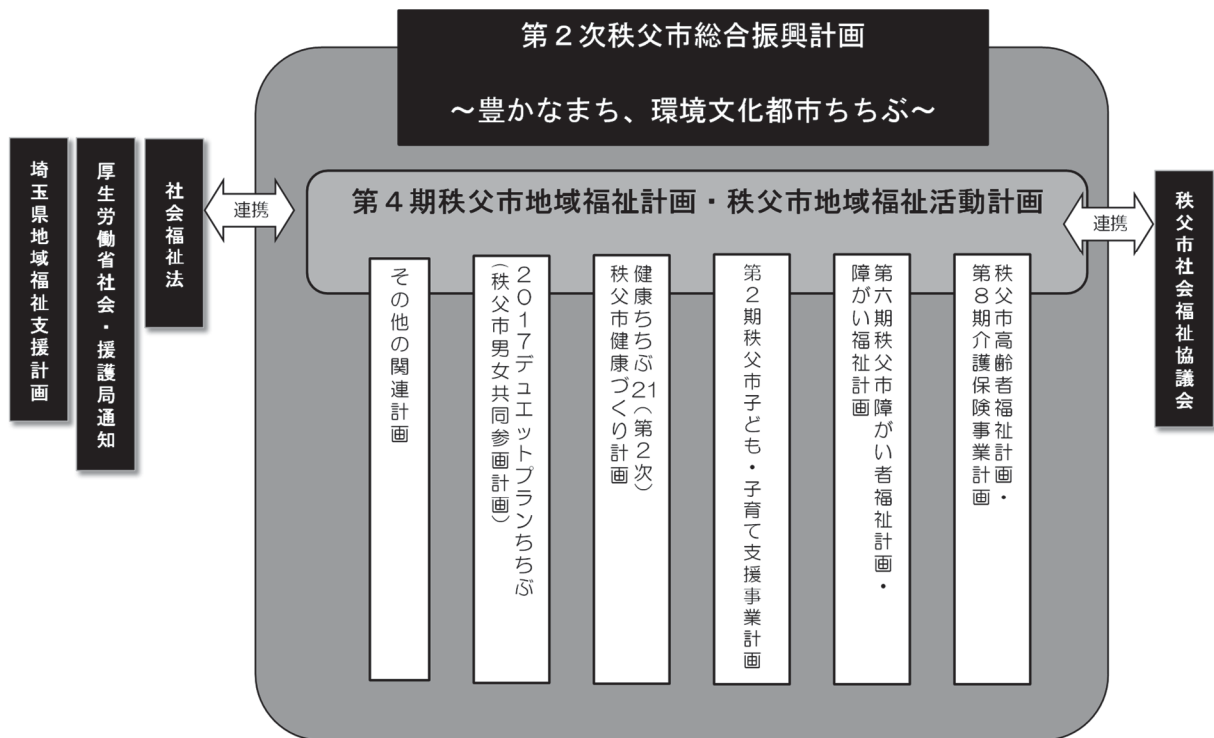 第２次秩父市総合振興計画
～豊かなまち、環境文化都市ちちぶ～
第４期秩父市地域福祉計画・秩父市地域福祉活動計画
連携
連携
秩父市社会福祉協議会
秩父市高齢者福祉計画・
第８期介護保険事業計画
第六期秩父市障がい者福祉計画・
障がい福祉計画
第２期秩父市子ども・子育て支援事業計画
健康ちちぶ21（第２次）
秩父市健康づくり計画
２０１７デュエットプランちちぶ
（秩父市男女共同参画計画）
その他の関連計画
社会福祉法
厚生労働省社会・援護局通知
埼玉県地域福祉支援計画